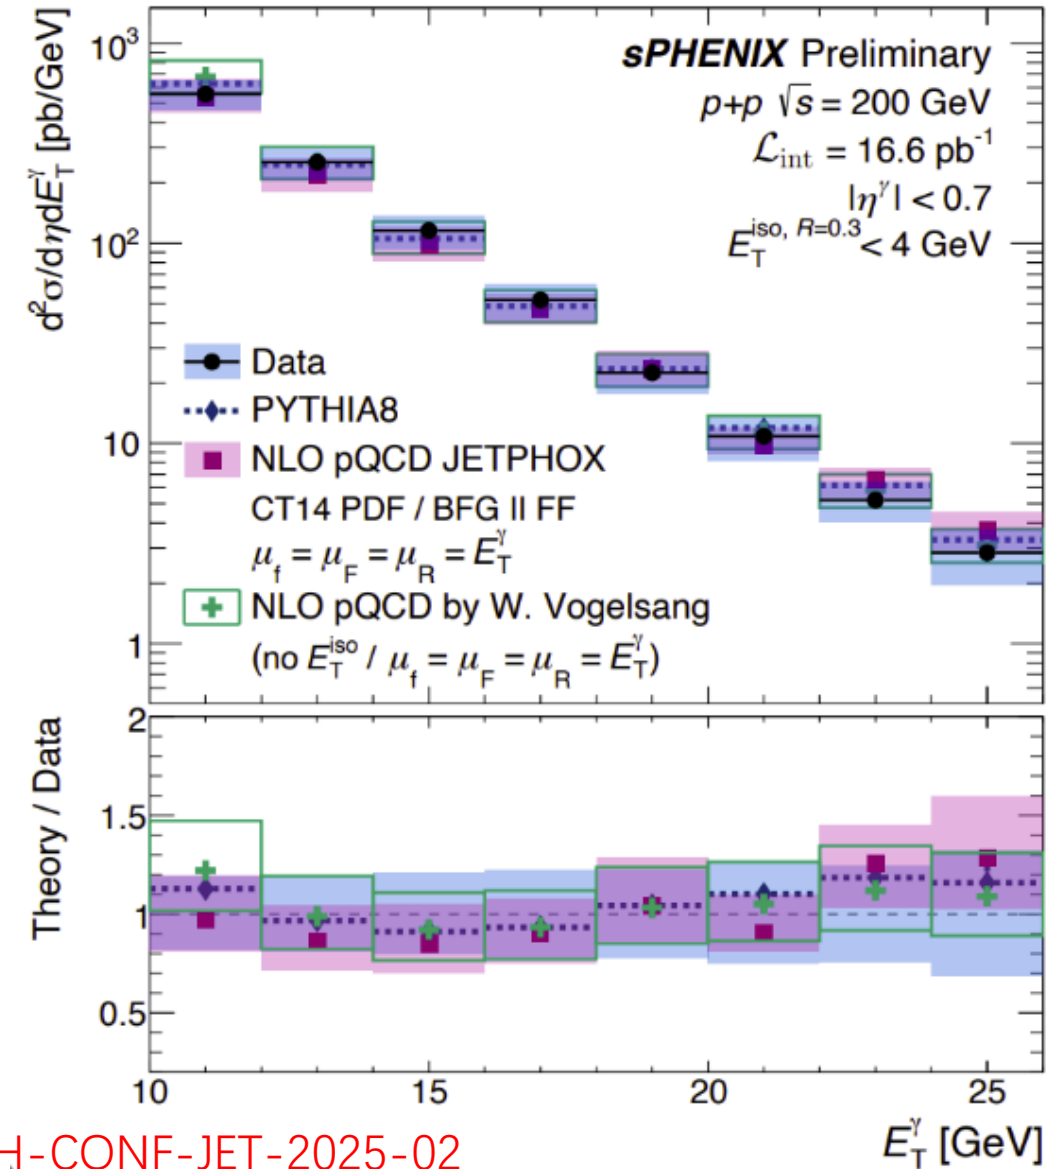 d²σ/dηdE_T^γ [pb/GeV]
10³
10²
10
1
sPHENIX Preliminary
p+p √s = 200 GeV
ℒ_int = 16.6 pb⁻¹
|η^γ| < 0.7
E_T^{iso, R=0.3} < 4 GeV
Data
PYTHIA8
NLO pQCD JETPHOX
CT14 PDF / BFG II FF
μ_f = μ_F = μ_R = E_T^γ
NLO pQCD by W. Vogelsang
(no E_T^iso / μ_f = μ_F = μ_R = E_T^γ)
Theory / Data
2
1.5
1
0.5
10 15 20 25
E_T^γ [GeV]
H-CONF-JET-2025-02